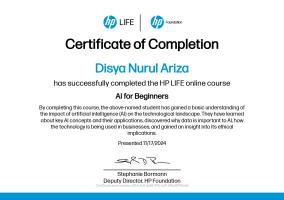 hp LIFE hp Foundation
Certificate of Completion
Disya Nurul Ariza
has successfully completed the HP LIFE online course
AI for Beginners
By completing this course, the above-named student has gained a basic understanding of
the impact of artificial intelligence (AI) on the technological landscape. They have learned
about key AI concepts and their applications, discovered why data is important to AI, how
the technology is being used in businesses, and gained an insight into its ethical
implications.
Presented 11/17/2024
Stephanie Bormann
Deputy Director, HP Foundation